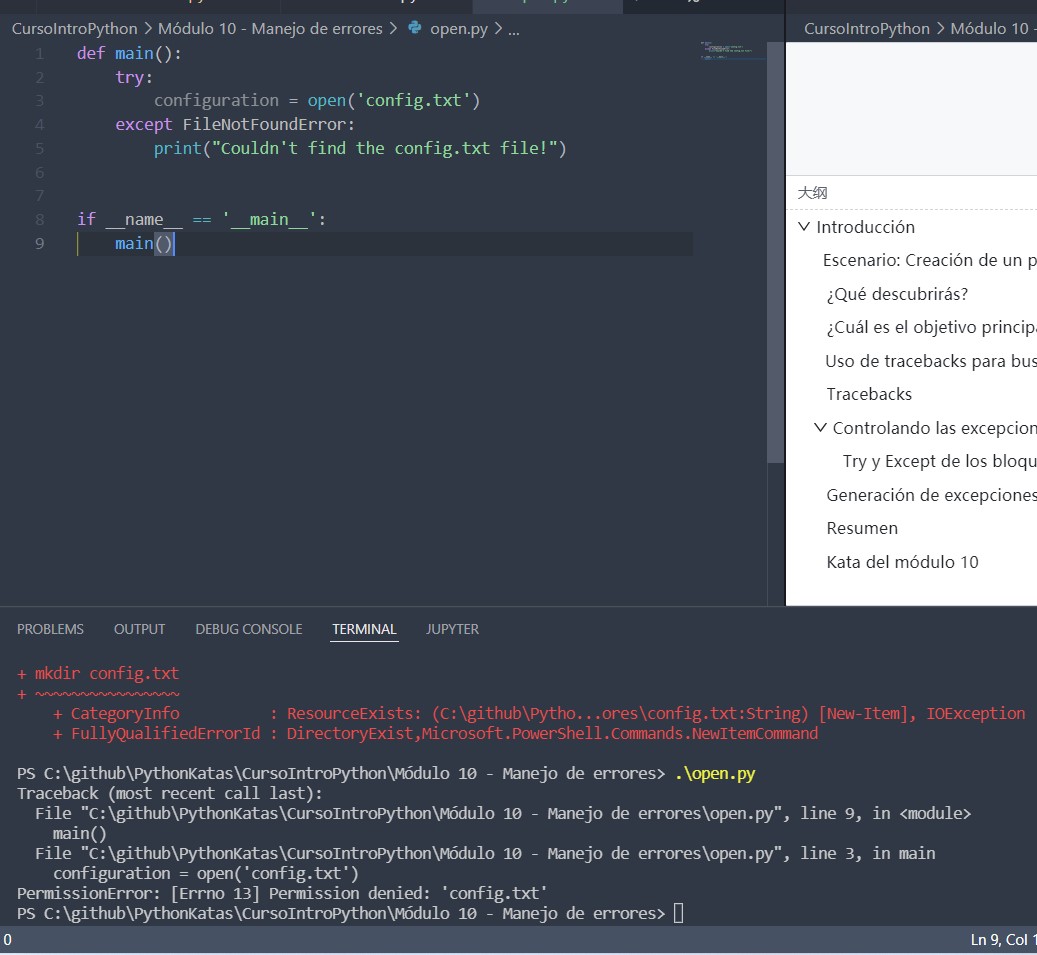 CursoIntroPython > Módulo 10 - Manejo de errores > open.py > ...
1 def main():
2 try:
3 configuration = open('config.txt')
4 except FileNotFoundError:
5 print("Couldn't find the config.txt file!")
6
7
8 if __name__ == '__main__':
9 main()
CursoIntroPython > Módulo 10 -
大纲
Introducción
Escenario: Creación de un p
¿Qué descubrirás?
¿Cuál es el objetivo principa
Uso de tracebacks para bus
Tracebacks
Controlando las excepcion
Try y Except de los bloqu
Generación de excepciones
Resumen
Kata del módulo 10
PROBLEMS OUTPUT DEBUG CONSOLE TERMINAL JUPYTER
+ mkdir config.txt
+ ~~~~~~~~~~~~~~~~
+ CategoryInfo : ResourceExists: (C:\github\Pytho...ores\config.txt:String) [New-Item], IOException
+ FullyQualifiedErrorId : DirectoryExist,Microsoft.PowerShell.Commands.NewItemCommand
PS C:\github\PythonKatas\CursoIntroPython\Módulo 10 - Manejo de errores> .\open.py
Traceback (most recent call last):
File "C:\github\PythonKatas\CursoIntroPython\Módulo 10 - Manejo de errores\open.py", line 9, in <module>
main()
File "C:\github\PythonKatas\CursoIntroPython\Módulo 10 - Manejo de errores\open.py", line 3, in main
configuration = open('config.txt')
PermissionError: [Errno 13] Permission denied: 'config.txt'
PS C:\github\PythonKatas\CursoIntroPython\Módulo 10 - Manejo de errores>
0 Ln 9, Col 1